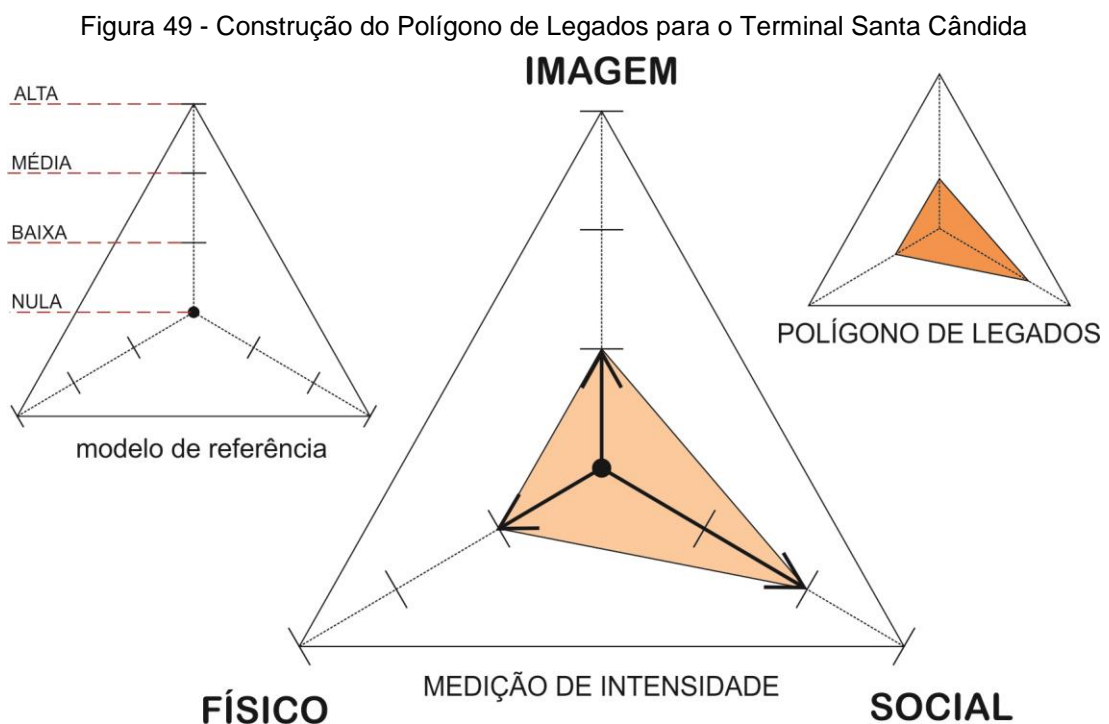 Figura 49 - Construção do Polígono de Legados para o Terminal Santa Cândida
IMAGEM
ALTA
MÉDIA
BAIXA
NULA
modelo de referência
POLÍGONO DE LEGADOS
MEDIÇÃO DE INTENSIDADE
FÍSICO
SOCIAL